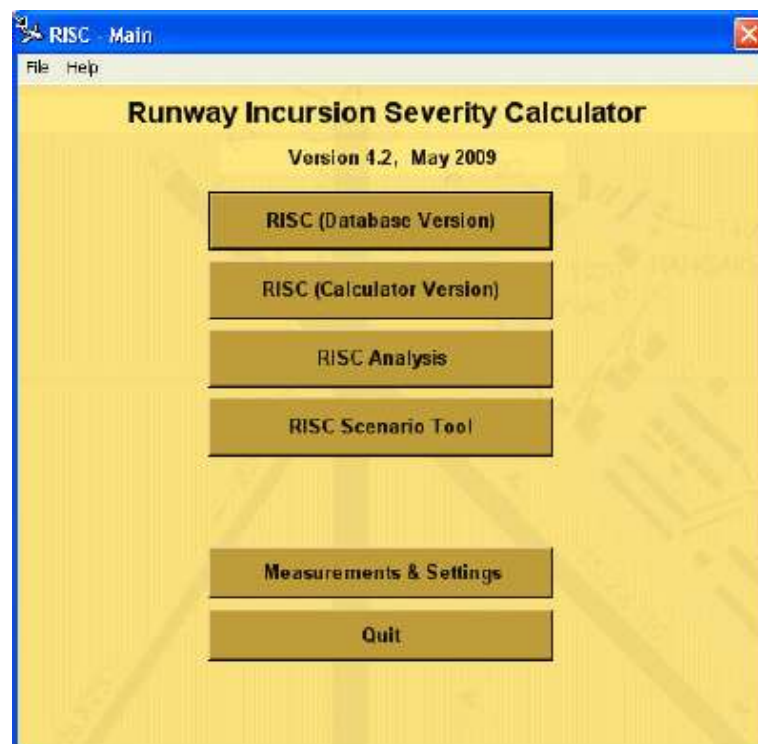 RISC - Main
File Help
Runway Incursion Severity Calculator
Version 4.2, May 2009
RISC (Database Version)
RISC (Calculator Version)
RISC Analysis
RISC Scenario Tool
Measurements & Settings
Quit